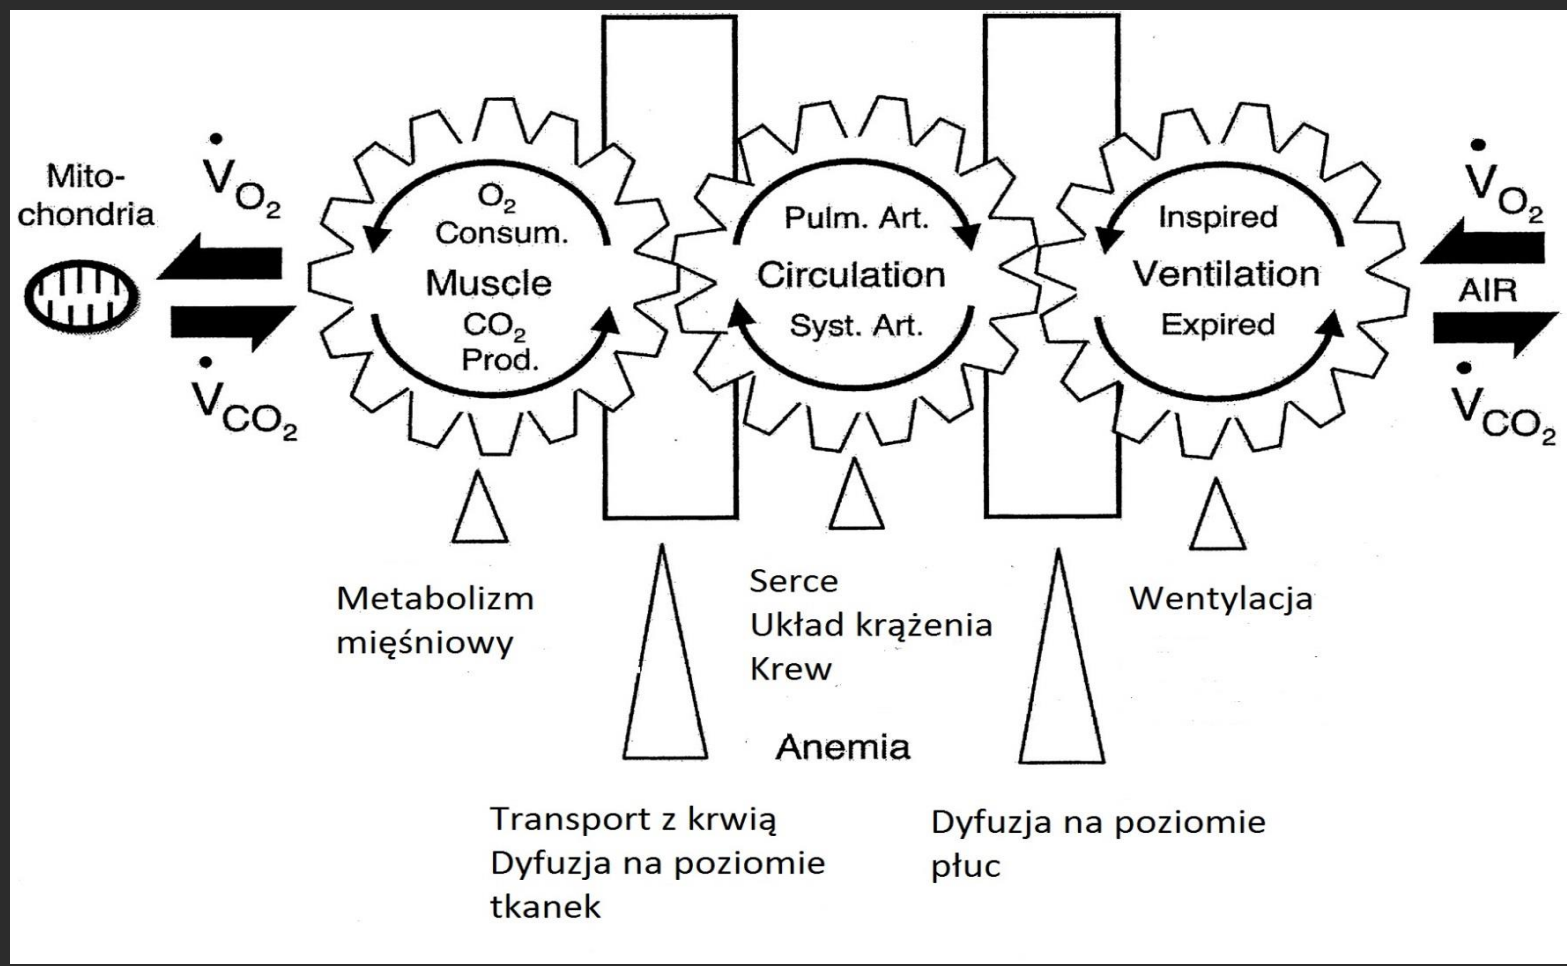 Mito-
chondria
V̇O₂
V̇CO₂
O₂
Consum.
Muscle
CO₂
Prod.
Pulm. Art.
Circulation
Syst. Art.
Inspired
Ventilation
Expired
V̇O₂
AIR
V̇CO₂
Metabolizm
mięśniowy
Serce
Układ krążenia
Krew
Wentylacja
Anemia
Transport z krwią
Dyfuzja na poziomie
tkanek
Dyfuzja na poziomie
płuc